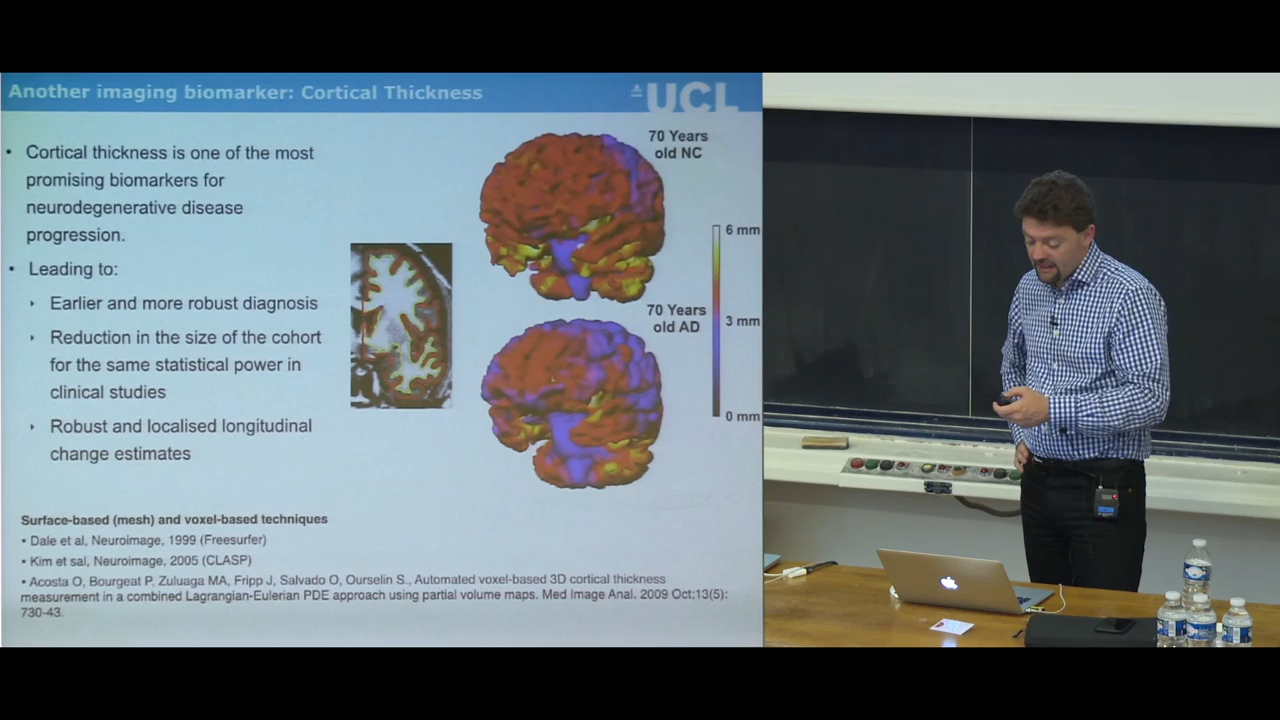 Another imaging biomarker: Cortical Thickness
UCL
• Cortical thickness is one of the most
promising biomarkers for
neurodegenerative disease
progression.
• Leading to:
Earlier and more robust diagnosis
Reduction in the size of the cohort
for the same statistical power in
clinical studies
Robust and localised longitudinal
change estimates
70 Years
old NC
6 mm
70 Years
old AD
3 mm
0 mm
Surface-based (mesh) and voxel-based techniques
• Dale et al, Neuroimage, 1999 (Freesurfer)
• Kim et sal, Neuroimage, 2005 (CLASP)
• Acosta O, Bourgeat P, Zuluaga MA, Fripp J, Salvado O, Ourselin S., Automated voxel-based 3D cortical thickness
measurement in a combined Lagrangian-Eulerian PDE approach using partial volume maps. Med Image Anal. 2009 Oct;13(5):
730-43.